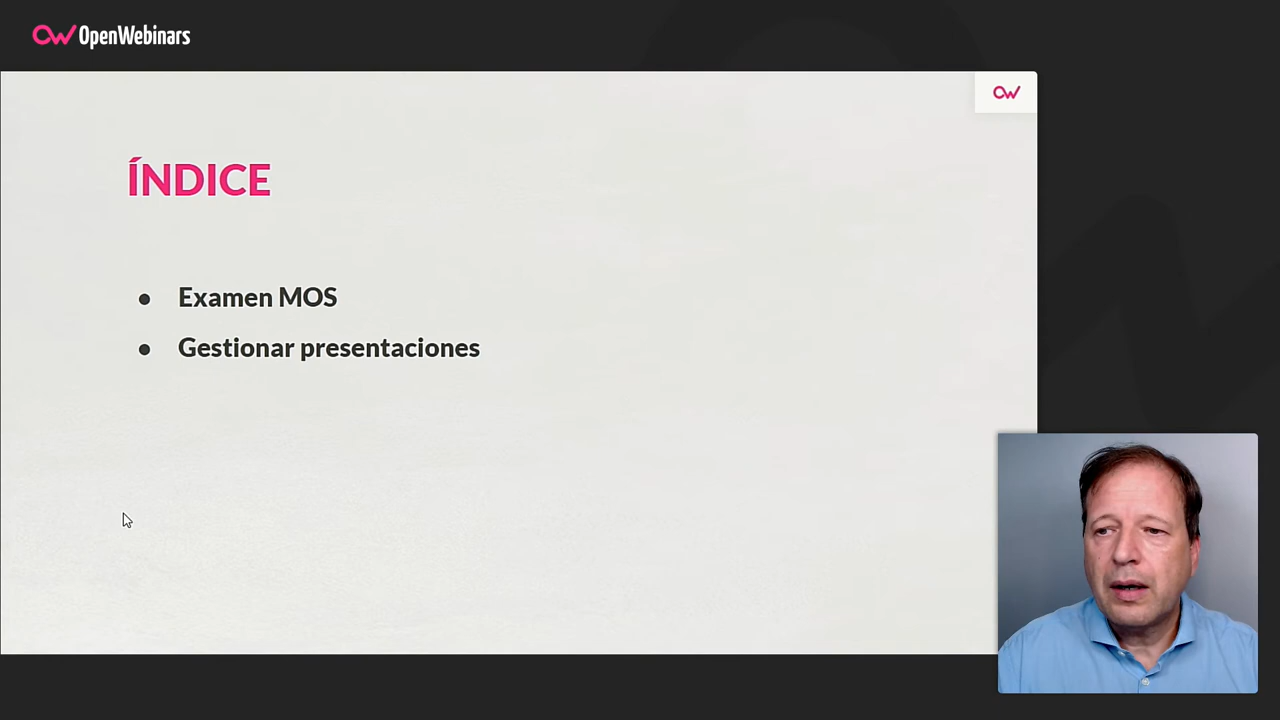 OpenWebinars
ÍNDICE
● Examen MOS
● Gestionar presentaciones